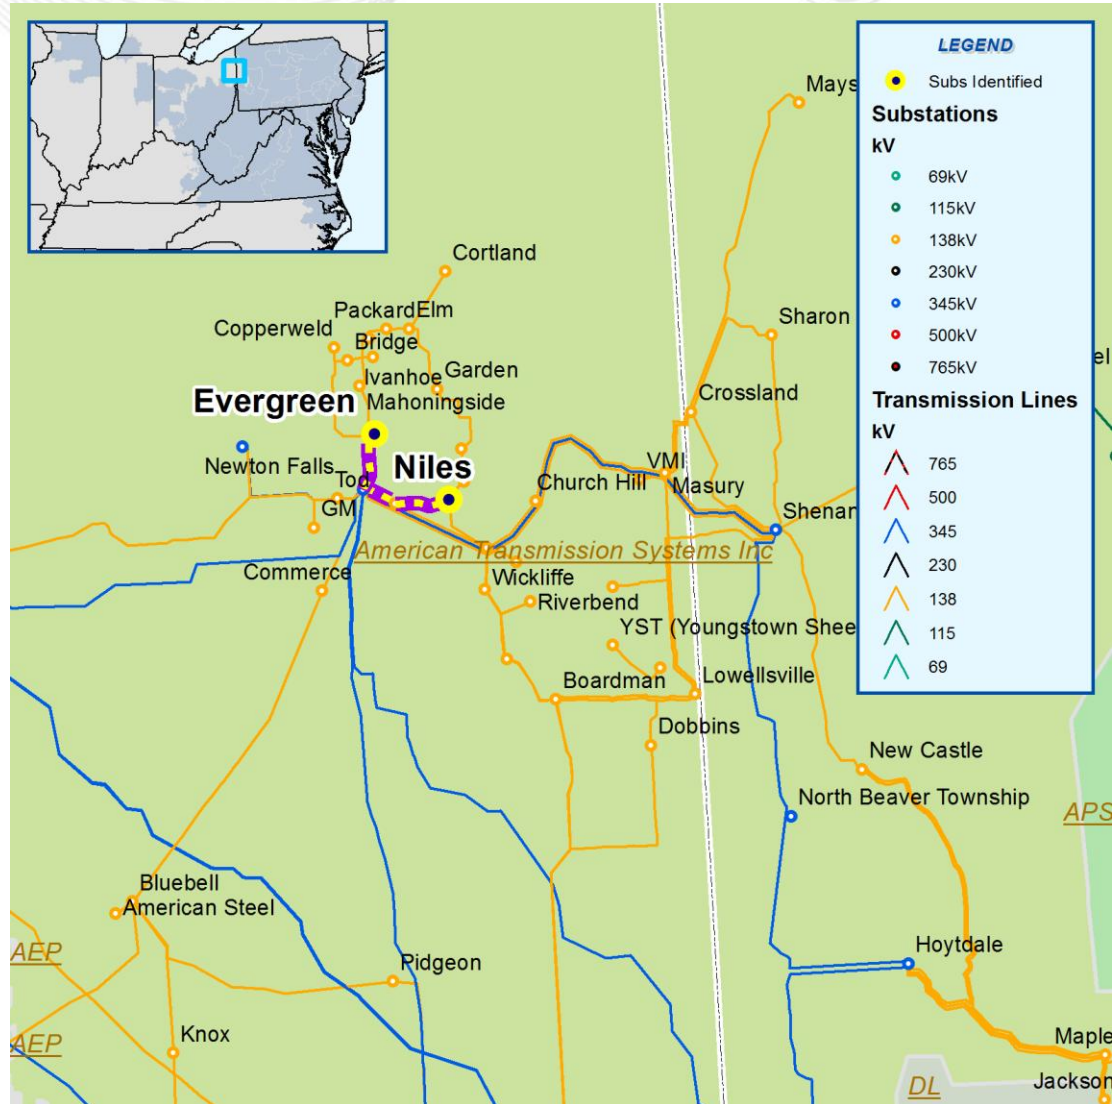 LEGEND
Subs Identified
Substations
kV
69kV
115kV
138kV
230kV
345kV
500kV
765kV
Transmission Lines
kV
765
500
345
230
138
115
69
Mays
Cortland
PackardElm
Copperweld
Bridge
Sharon
Ivanhoe
Garden
Mahoningside
Evergreen
Crossland
Niles
Newton Falls
Tod
VMI
Church Hill
Masury
GM
Shenan
American Transmission Systems Inc
Commerce
Wickliffe
Riverbend
YST (Youngstown Shee
Boardman
Lowellsville
Dobbins
New Castle
North Beaver Township
APS
Bluebell
American Steel
AEP
Hoytdale
Pidgeon
Knox
AEP
Maple
DL
Jackson